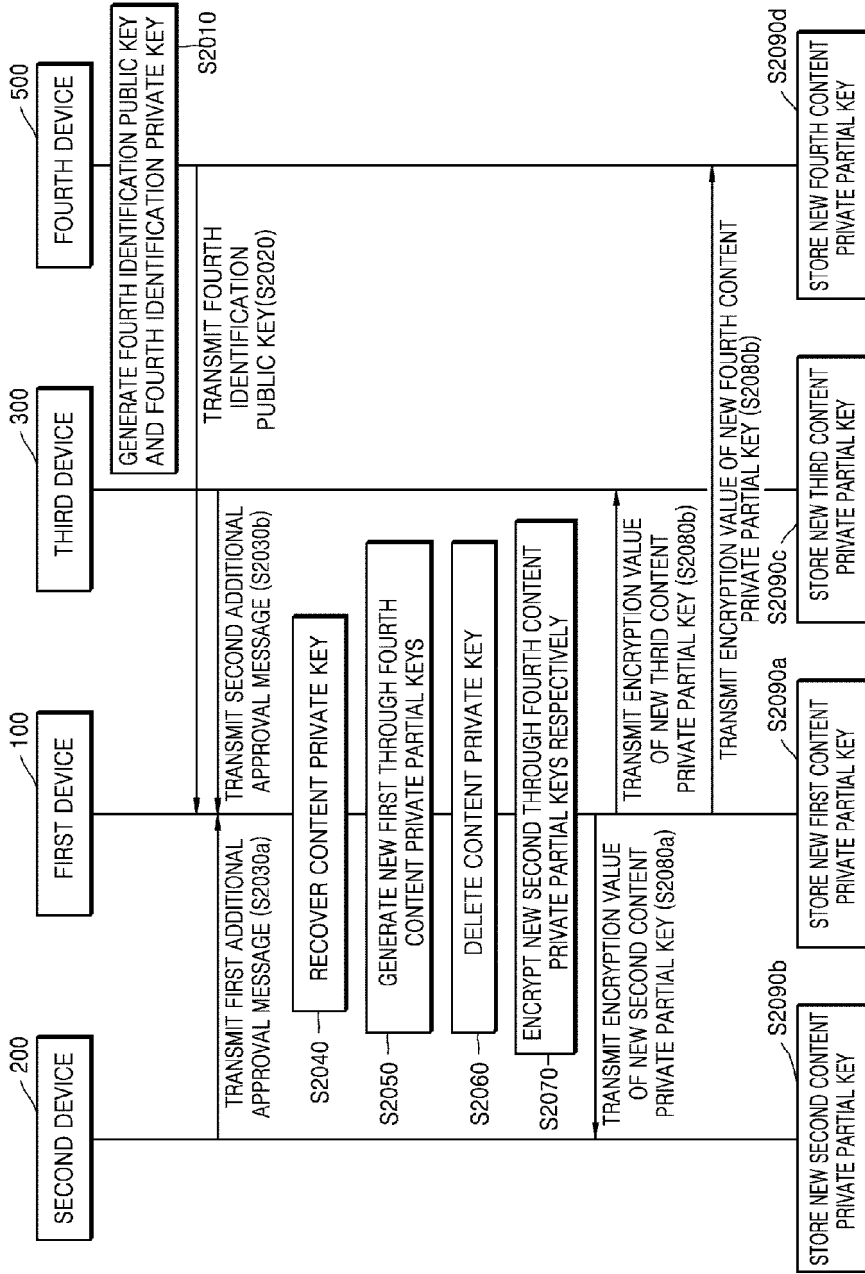 200
SECOND DEVICE
100
FIRST DEVICE
300
THIRD DEVICE
500
FOURTH DEVICE
GENERATE FOURTH IDENTIFICATION PUBLIC KEY
AND FOURTH IDENTIFICATION PRIVATE KEY
S2010
TRANSMIT FOURTH
IDENTIFICATION
PUBLIC KEY(S2020)
TRANSMIT FIRST ADDITIONAL
APPROVAL MESSAGE (S2030a)
TRANSMIT SECOND ADDITIONAL
APPROVAL MESSAGE (S2030b)
S2040
RECOVER CONTENT PRIVATE KEY
S2050
GENERATE NEW FIRST THROUGH FOURTH
CONTENT PRIVATE PARTIAL KEYS
S2060
DELETE CONTENT PRIVATE KEY
S2070
ENCRYPT NEW SECOND THROUGH FOURTH CONTENT
PRIVATE PARTIAL KEYS RESPECTIVELY
TRANSMIT ENCRYPTION VALUE
OF NEW SECOND CONTENT
PRIVATE PARTIAL KEY (S2080a)
TRANSMIT ENCRYPTION VALUE
OF NEW THRID CONTENT
PRIVATE PARTIAL KEY (S2080b)
TRANSMIT ENCRYPTION VALUE OF NEW FOURTH CONTENT
PRIVATE PARTIAL KEY (S2080b)
S2090b
STORE NEW SECOND CONTENT
PRIVATE PARTIAL KEY
S2090a
STORE NEW FIRST CONTENT
PRIVATE PARTIAL KEY
S2090c
STORE NEW THIRD CONTENT
PRIVATE PARTIAL KEY
S2090d
STORE NEW FOURTH CONTENT
PRIVATE PARTIAL KEY